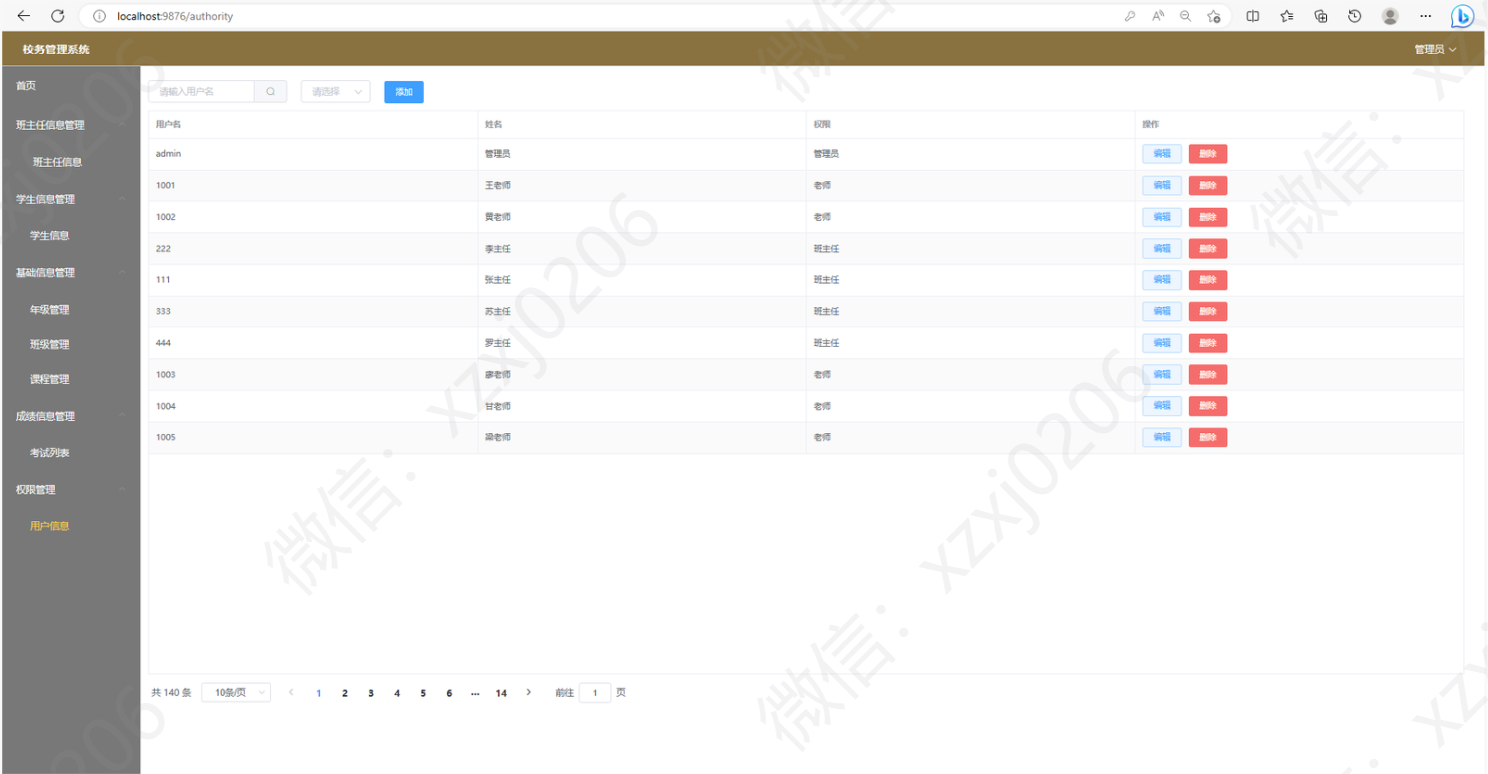 localhost:9876/authority
校务管理系统
管理员
首页
班主任信息管理
班主任信息
学生信息管理
学生信息
基础信息管理
年级管理
班级管理
课程管理
成绩信息管理
考试列表
权限管理
用户信息
请输入用户名 请选择 添加
用户名 姓名 权限 操作
admin 管理员 管理员 编辑 删除
1001 王老师 老师 编辑 删除
1002 黄老师 老师 编辑 删除
222 李主任 班主任 编辑 删除
111 张主任 班主任 编辑 删除
333 苏主任 班主任 编辑 删除
444 罗主任 班主任 编辑 删除
1003 廖老师 老师 编辑 删除
1004 甘老师 老师 编辑 删除
1005 梁老师 老师 编辑 删除
共 140 条 10条/页 1 2 3 4 5 6 ... 14 前往 1 页
微信：xzxj0206
微信：xzxj0206
微信：
微信：
微信：
xzxj0206